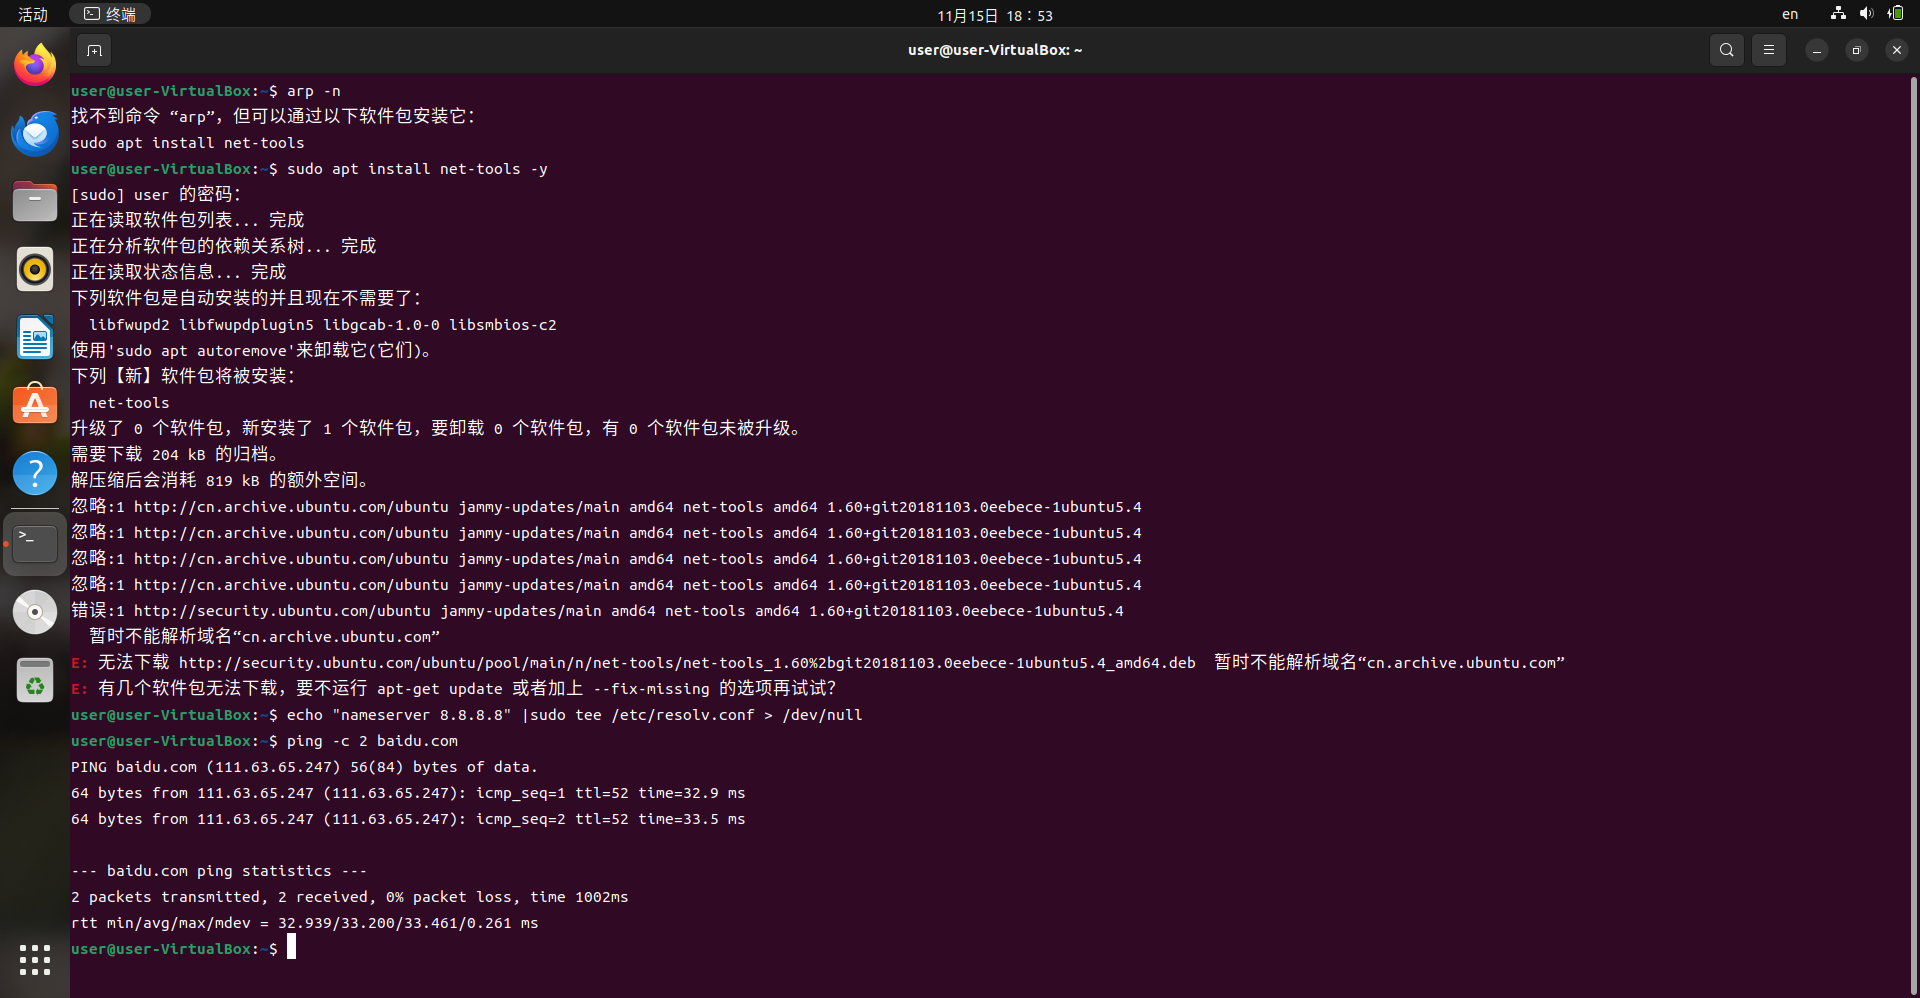 活动
终端
11月15日 18：53
en
user@user-VirtualBox: ~
user@user-VirtualBox:~$ arp -n
找不到命令 “arp”，但可以通过以下软件包安装它：
sudo apt install net-tools
user@user-VirtualBox:~$ sudo apt install net-tools -y
[sudo] user 的密码：
正在读取软件包列表... 完成
正在分析软件包的依赖关系树... 完成
正在读取状态信息... 完成
下列软件包是自动安装的并且现在不需要了：
  libfwupd2 libfwupdplugin5 libgcab-1.0-0 libsmbios-c2
使用'sudo apt autoremove'来卸载它(它们)。
下列【新】软件包将被安装：
  net-tools
升级了 0 个软件包，新安装了 1 个软件包，要卸载 0 个软件包，有 0 个软件包未被升级。
需要下载 204 kB 的归档。
解压缩后会消耗 819 kB 的额外空间。
忽略:1 http://cn.archive.ubuntu.com/ubuntu jammy-updates/main amd64 net-tools amd64 1.60+git20181103.0eebece-1ubuntu5.4
忽略:1 http://cn.archive.ubuntu.com/ubuntu jammy-updates/main amd64 net-tools amd64 1.60+git20181103.0eebece-1ubuntu5.4
忽略:1 http://cn.archive.ubuntu.com/ubuntu jammy-updates/main amd64 net-tools amd64 1.60+git20181103.0eebece-1ubuntu5.4
忽略:1 http://cn.archive.ubuntu.com/ubuntu jammy-updates/main amd64 net-tools amd64 1.60+git20181103.0eebece-1ubuntu5.4
错误:1 http://security.ubuntu.com/ubuntu jammy-updates/main amd64 net-tools amd64 1.60+git20181103.0eebece-1ubuntu5.4
  暂时不能解析域名“cn.archive.ubuntu.com”
E: 无法下载 http://security.ubuntu.com/ubuntu/pool/main/n/net-tools/net-tools_1.60%2bgit20181103.0eebece-1ubuntu5.4_amd64.deb  暂时不能解析域名“cn.archive.ubuntu.com”
E: 有几个软件包无法下载，要不运行 apt-get update 或者加上 --fix-missing 的选项再试试？
user@user-VirtualBox:~$ echo "nameserver 8.8.8.8" |sudo tee /etc/resolv.conf > /dev/null
user@user-VirtualBox:~$ ping -c 2 baidu.com
PING baidu.com (111.63.65.247) 56(84) bytes of data.
64 bytes from 111.63.65.247 (111.63.65.247): icmp_seq=1 ttl=52 time=32.9 ms
64 bytes from 111.63.65.247 (111.63.65.247): icmp_seq=2 ttl=52 time=33.5 ms
--- baidu.com ping statistics ---
2 packets transmitted, 2 received, 0% packet loss, time 1002ms
rtt min/avg/max/mdev = 32.939/33.200/33.461/0.261 ms
user@user-VirtualBox:~$